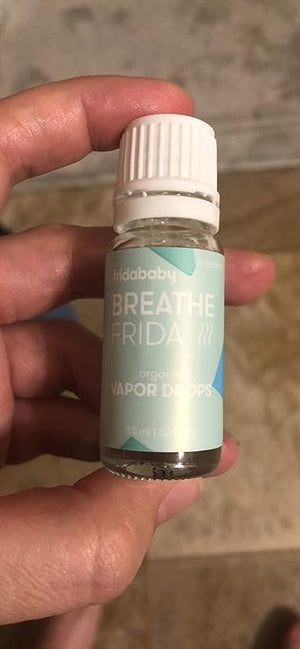 fridababy
BREATHE
FRIDA
organic
VAPOR DROPS